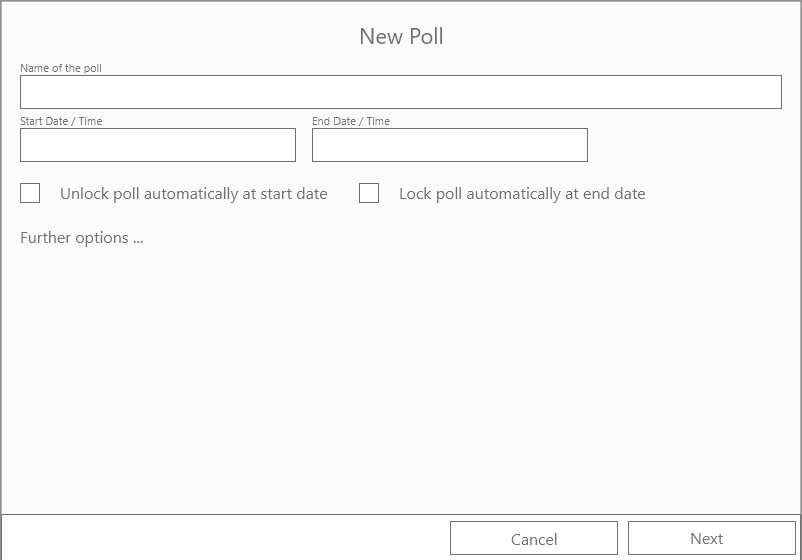 New Poll
Name of the poll
Start Date / Time End Date / Time
Unlock poll automatically at start date Lock poll automatically at end date
Further options ...
Cancel Next